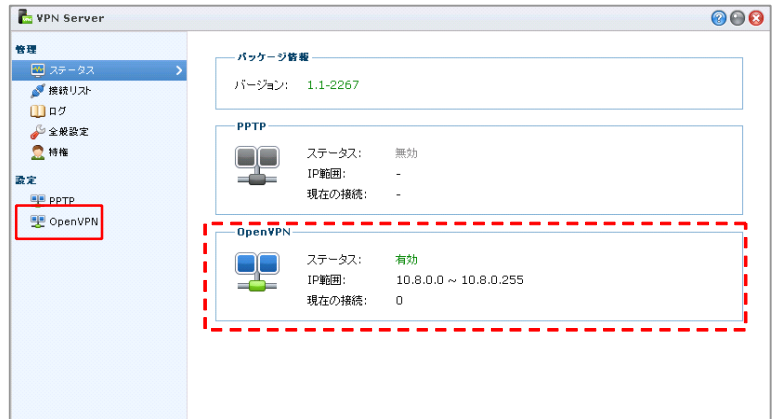 VPN Server
管理
ステータス
接続リスト
ログ
全般設定
特権
設定
PPTP
OpenVPN
パッケージ情報
バージョン: 1.1-2267
PPTP
ステータス: 無効
IP範囲: -
現在の接続: -
OpenVPN
ステータス: 有効
IP範囲: 10.8.0.0 ~ 10.8.0.255
現在の接続: 0